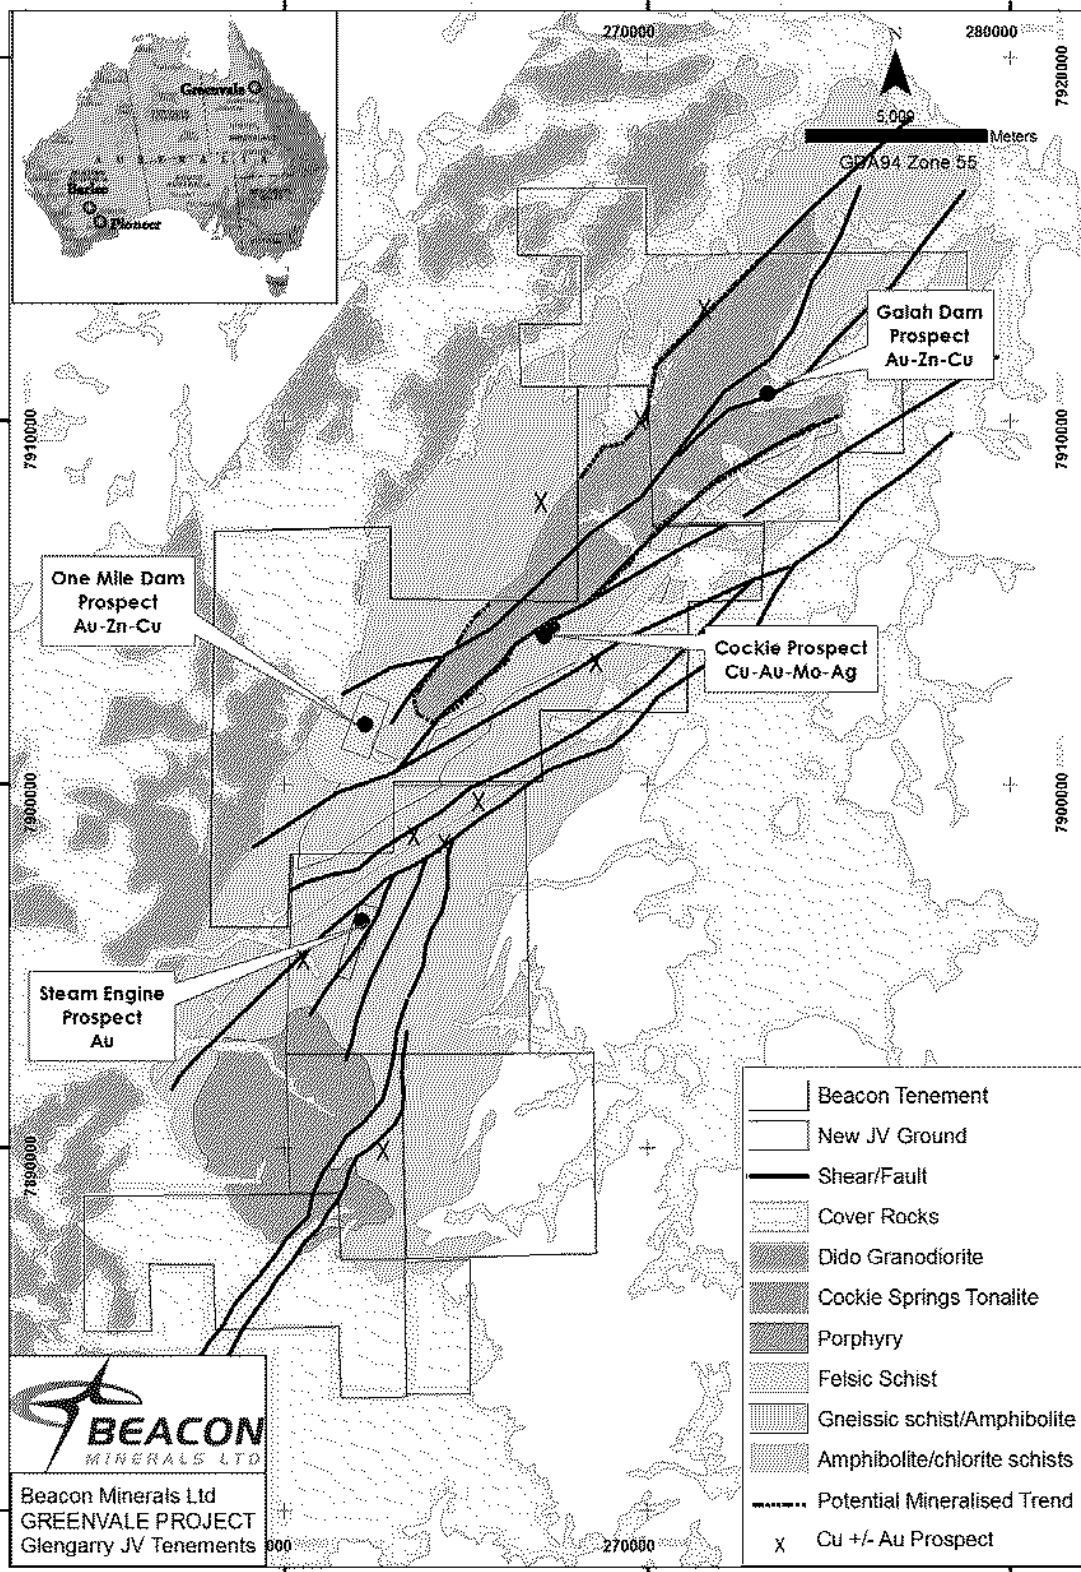 270000
280000
7920000
7920000
Greenvale
Barlee
Pioneer
5,000
Meters
GDA94 Zone 55
Galah Dam
Prospect
Au-Zn-Cu
7910000
7910000
One Mile Dam
Prospect
Au-Zn-Cu
Cockie Prospect
Cu-Au-Mo-Ag
7900000
7900000
Steam Engine
Prospect
Au
7890000
Beacon Tenement
New JV Ground
Shear/Fault
Cover Rocks
Dido Granodiorite
Cockie Springs Tonalite
Porphyry
Felsic Schist
Gneissic schist/Amphibolite
Amphibolite/chlorite schists
Potential Mineralised Trend
X Cu +/- Au Prospect
BEACON
MINERALS LTD
Beacon Minerals Ltd
GREENVALE PROJECT
Glengarry JV Tenements
270000